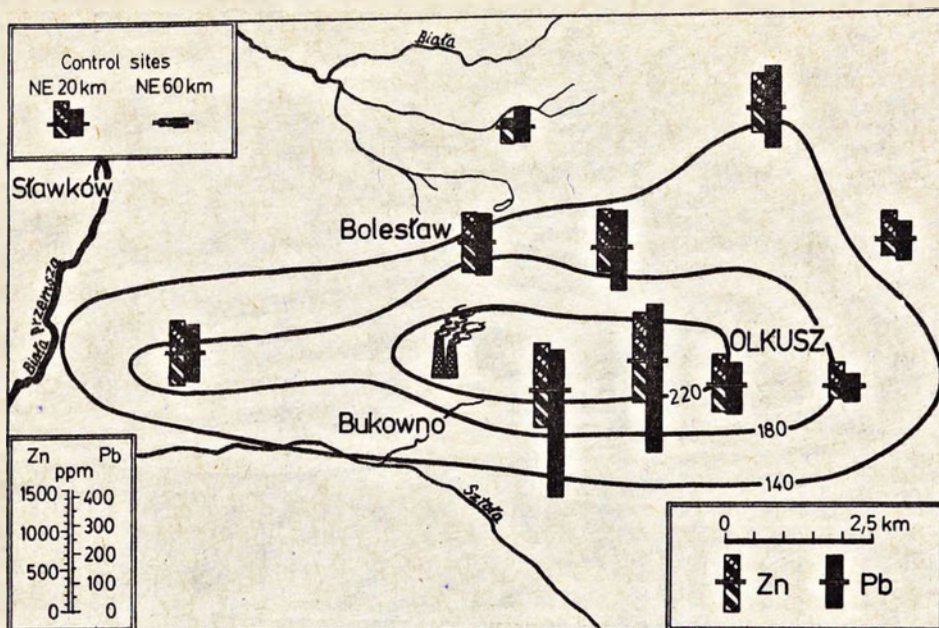 Control sites
NE 20 km NE 60 km
Biała
Sławków
Bolesław
Biała Przemsza
OLKUSZ
220
Bukowno
180
140
Sztoła
Zn Pb
ppm
1500 400
1000 300
200
500 100
0 0
0 2,5 km
Zn Pb